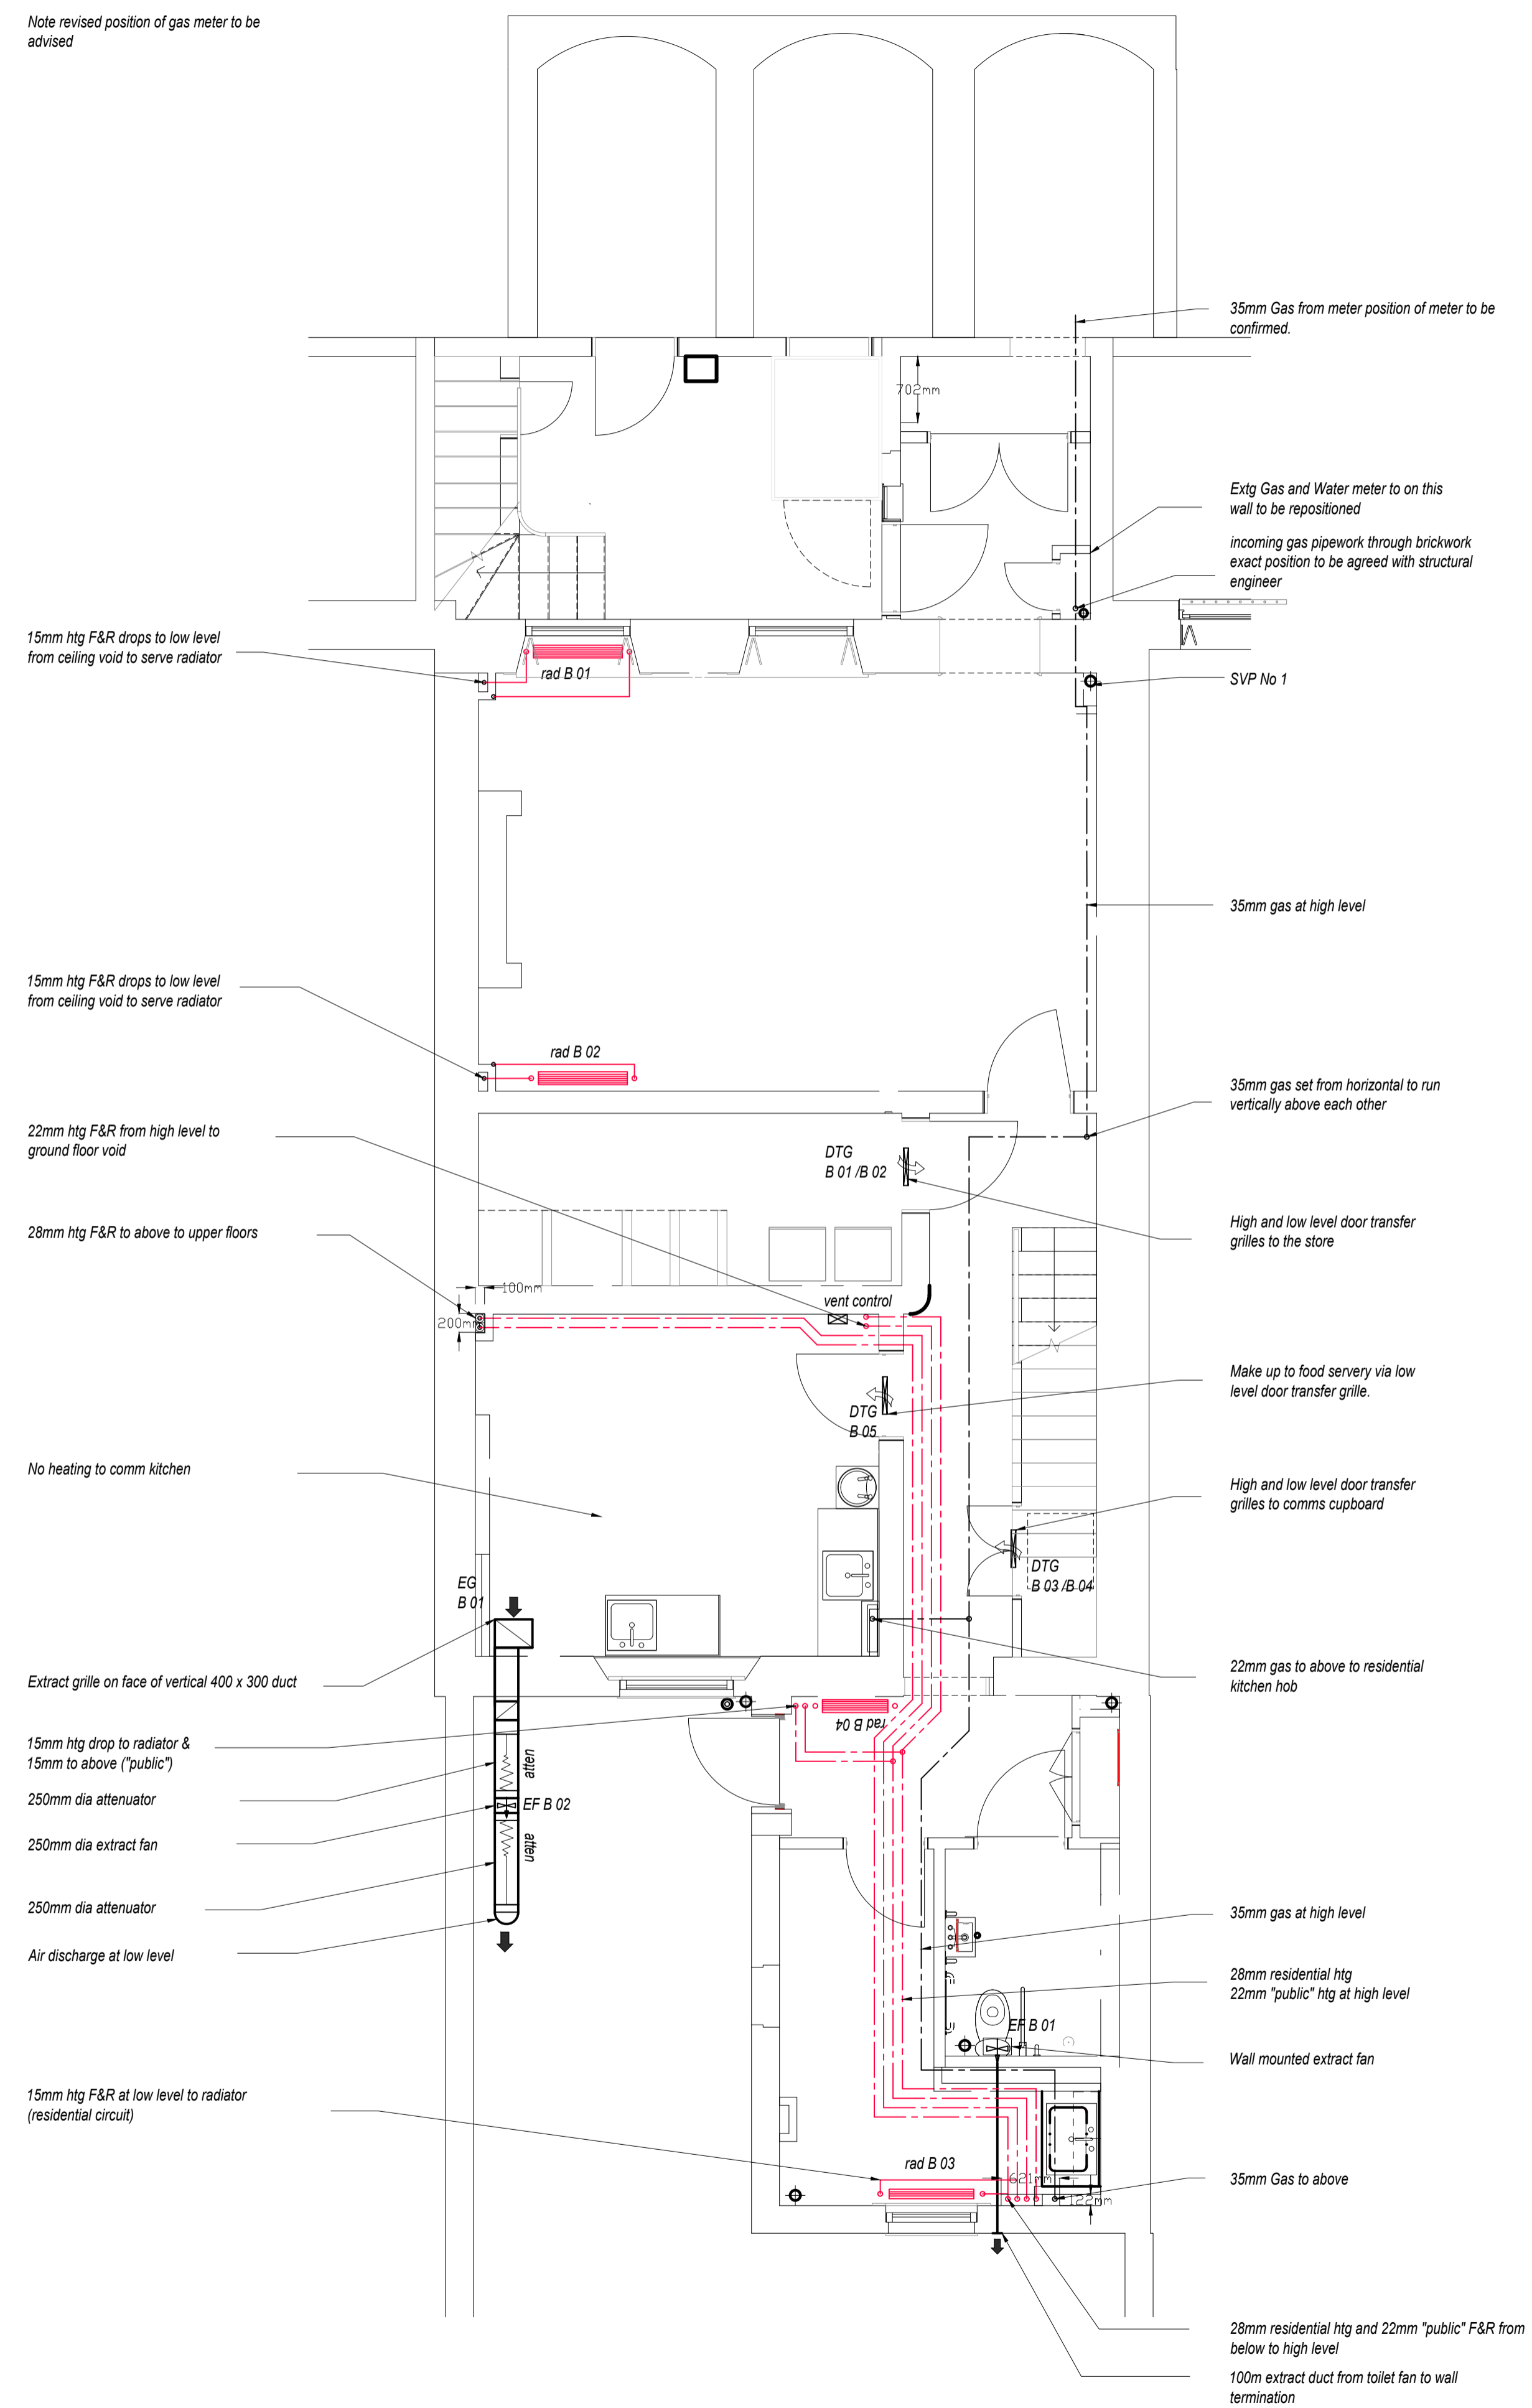 Note revised position of gas meter to be
advised
35mm Gas from meter position of meter to be
confirmed.
702mm
Extg Gas and Water meter to on this
wall to be repositioned
incoming gas pipework through brickwork
exact position to be agreed with structural
engineer
15mm htg F&R drops to low level
from ceiling void to serve radiator
rad B 01
SVP No 1
35mm gas at high level
15mm htg F&R drops to low level
from ceiling void to serve radiator
rad B 02
35mm gas set from horizontal to run
vertically above each other
22mm htg F&R from high level to
ground floor void
DTG
B 01 /B 02
28mm htg F&R to above to upper floors
High and low level door transfer
grilles to the store
100mm
vent control
200mm
Make up to food servery via low
level door transfer grille.
DTG
B 05
No heating to comm kitchen
High and low level door transfer
grilles to comms cupboard
DTG
B 03 /B 04
EG
B 01
Extract grille on face of vertical 400 x 300 duct
22mm gas to above to residential
kitchen hob
rad B 04
15mm htg drop to radiator &
15mm to above ("public")
atten
250mm dia attenuator
EF B 02
250mm dia extract fan
atten
250mm dia attenuator
35mm gas at high level
Air discharge at low level
28mm residential htg
22mm "public" htg at high level
EF B 01
Wall mounted extract fan
15mm htg F&R at low level to radiator
(residential circuit)
rad B 03
621mm
35mm Gas to above
122mm
28mm residential htg and 22mm "public" F&R from
below to high level
100m extract duct from toilet fan to wall
termination